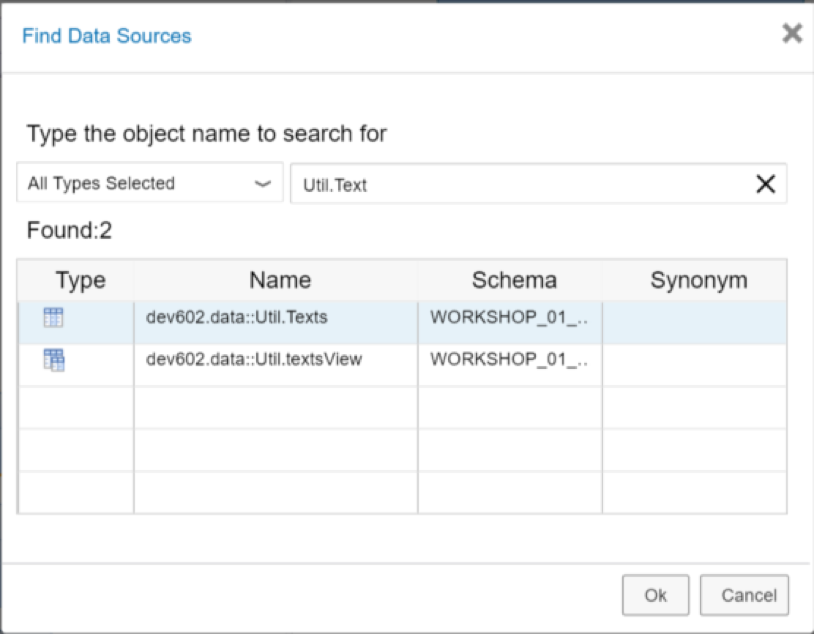 Find Data Sources
Type the object name to search for
All Types Selected Util.Text
Found:2
Type Name Schema Synonym
dev602.data::Util.Texts WORKSHOP_01_..
dev602.data::Util.textsView WORKSHOP_01_..
Ok Cancel